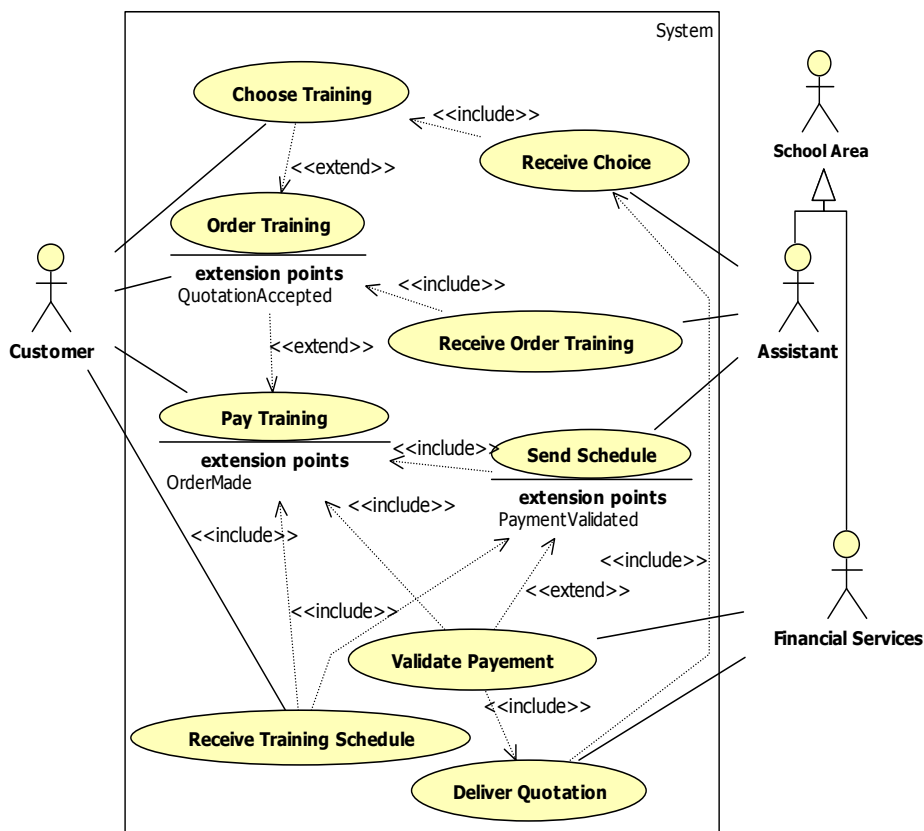 System
Choose Training
<<include>>
Receive Choice
School Area
<<extend>>
Order Training
extension points
QuotationAccepted
<<include>>
Customer
Receive Order Training
Assistant
<<extend>>
Pay Training
extension points
OrderMade
<<include>>
Send Schedule
extension points
PaymentValidated
<<include>>
<<include>>
<<include>>
<<extend>>
<<include>>
Financial Services
Validate Payement
<<include>>
Receive Training Schedule
Deliver Quotation